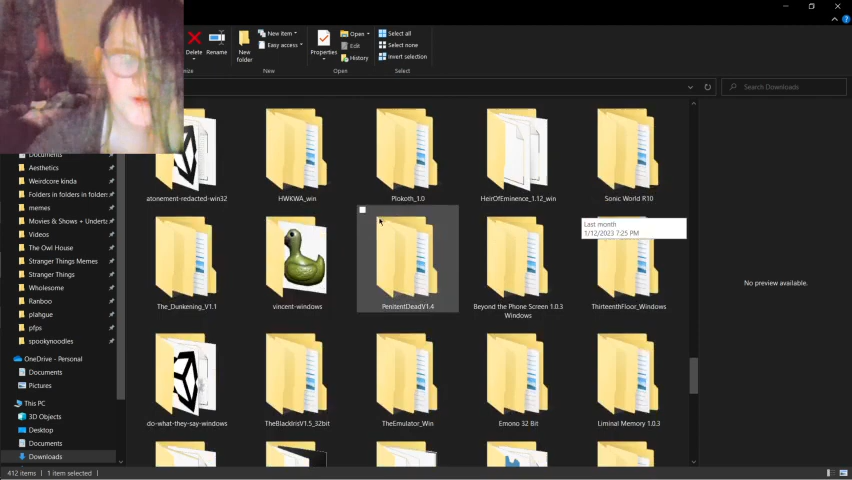 New item
Open
Select all
Easy access
Edit
Select none
Delete
Rename
New
folder
Properties
History
Invert selection
New
Open
Select
Search Downloads
Documents
Aesthetics
Weirdcore kinda
Folders in folders in folders
memes
Videos
The Owl House
Stranger Things Memes
Stranger Things
Wholesome
Ranboo
plahgue
pfps
spookynoodles
OneDrive - Personal
Documents
Pictures
This PC
3D Objects
Desktop
Documents
Downloads
atonement-redacted-win32
HWKWA_win
Plokoth_1.0
HeirOfEminence_1.12_win
Sonic World R10
Last month
1/12/2023 7:25 PM
The_Dunkening_V1.1
vincent-windows
PenitentDeadV1.4
Beyond the Phone Screen 1.0.3
Windows
ThirteenthFloor_Windows
do-what-they-say-windows
TheBlackIrisV1.5_32bit
TheEmulator_Win
Emono 32 Bit
Liminal Memory 1.0.3
No preview available.
412 items
1 item selected